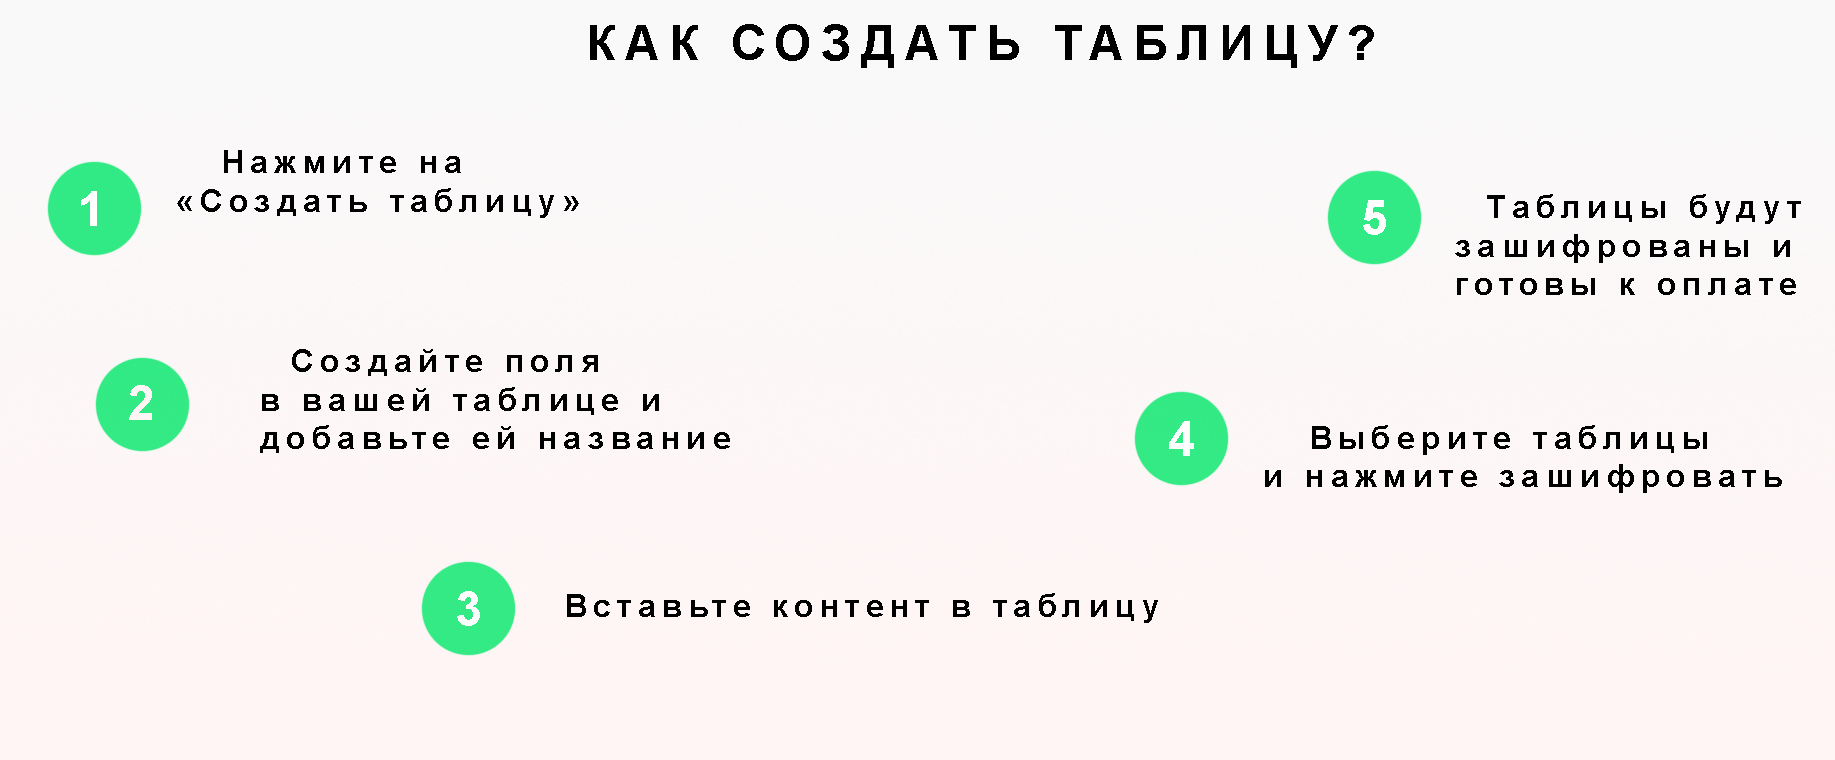 КАК СОЗДАТЬ ТАБЛИЦУ?
1
Нажмите на
«Создать таблицу»
2
Создайте поля
в вашей таблице и
добавьте ей название
3
Вставьте контент в таблицу
4
Выберите таблицы
и нажмите зашифровать
5
Таблицы будут
зашифрованы и
готовы к оплате